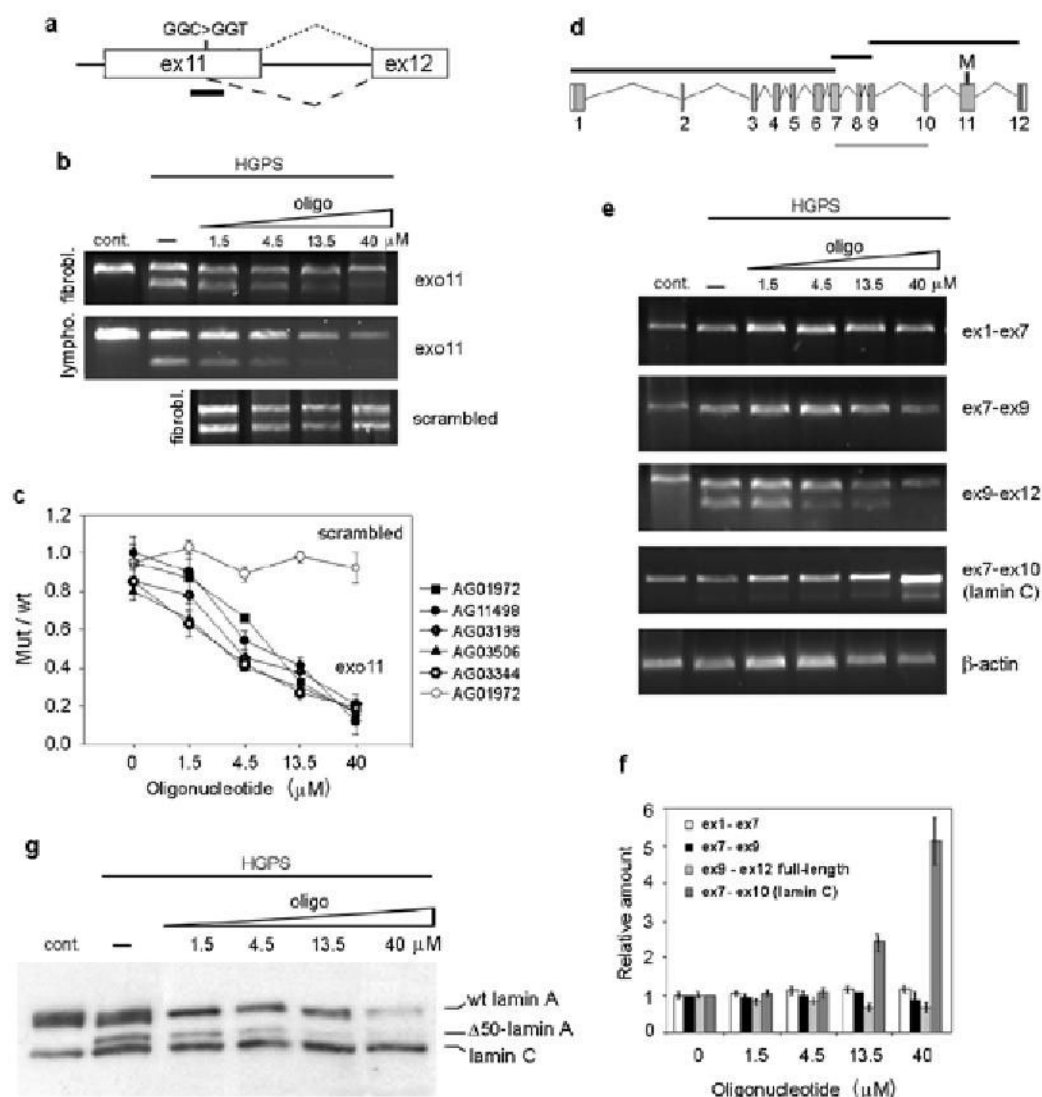 a
GGC>GGT
ex11
ex12
b
HGPS
oligo
cont.
—
1.5
4.5
13.5
40
μM
fibrobl.
exo11
lympho.
exo11
fibrobl.
scrambled
c
1.2
1.0
0.8
0.6
0.4
0.2
0.0
Mut / wt
scrambled
exo11
0
1.5
4.5
13.5
40
Oligonucleotide (μM)
AG01972
AG11498
AG03199
AG03506
AG03344
AG01972
g
HGPS
oligo
cont.
—
1.5
4.5
13.5
40 μM
wt lamin A
Δ50-lamin A
lamin C
d
M
1
2
3
4
5
6
7
8
9
10
11
12
e
HGPS
oligo
cont.
—
1.5
4.5
13.5
40 μM
ex1-ex7
ex7-ex9
ex9-ex12
ex7-ex10
(lamin C)
β-actin
f
6
5
4
3
2
1
0
Relative amount
ex1- ex7
ex7- ex9
ex9 - ex12 full-length
ex7- ex10 (lamin C)
0
1.5
4.5
13.5
40
Oligonucleotide (μM)